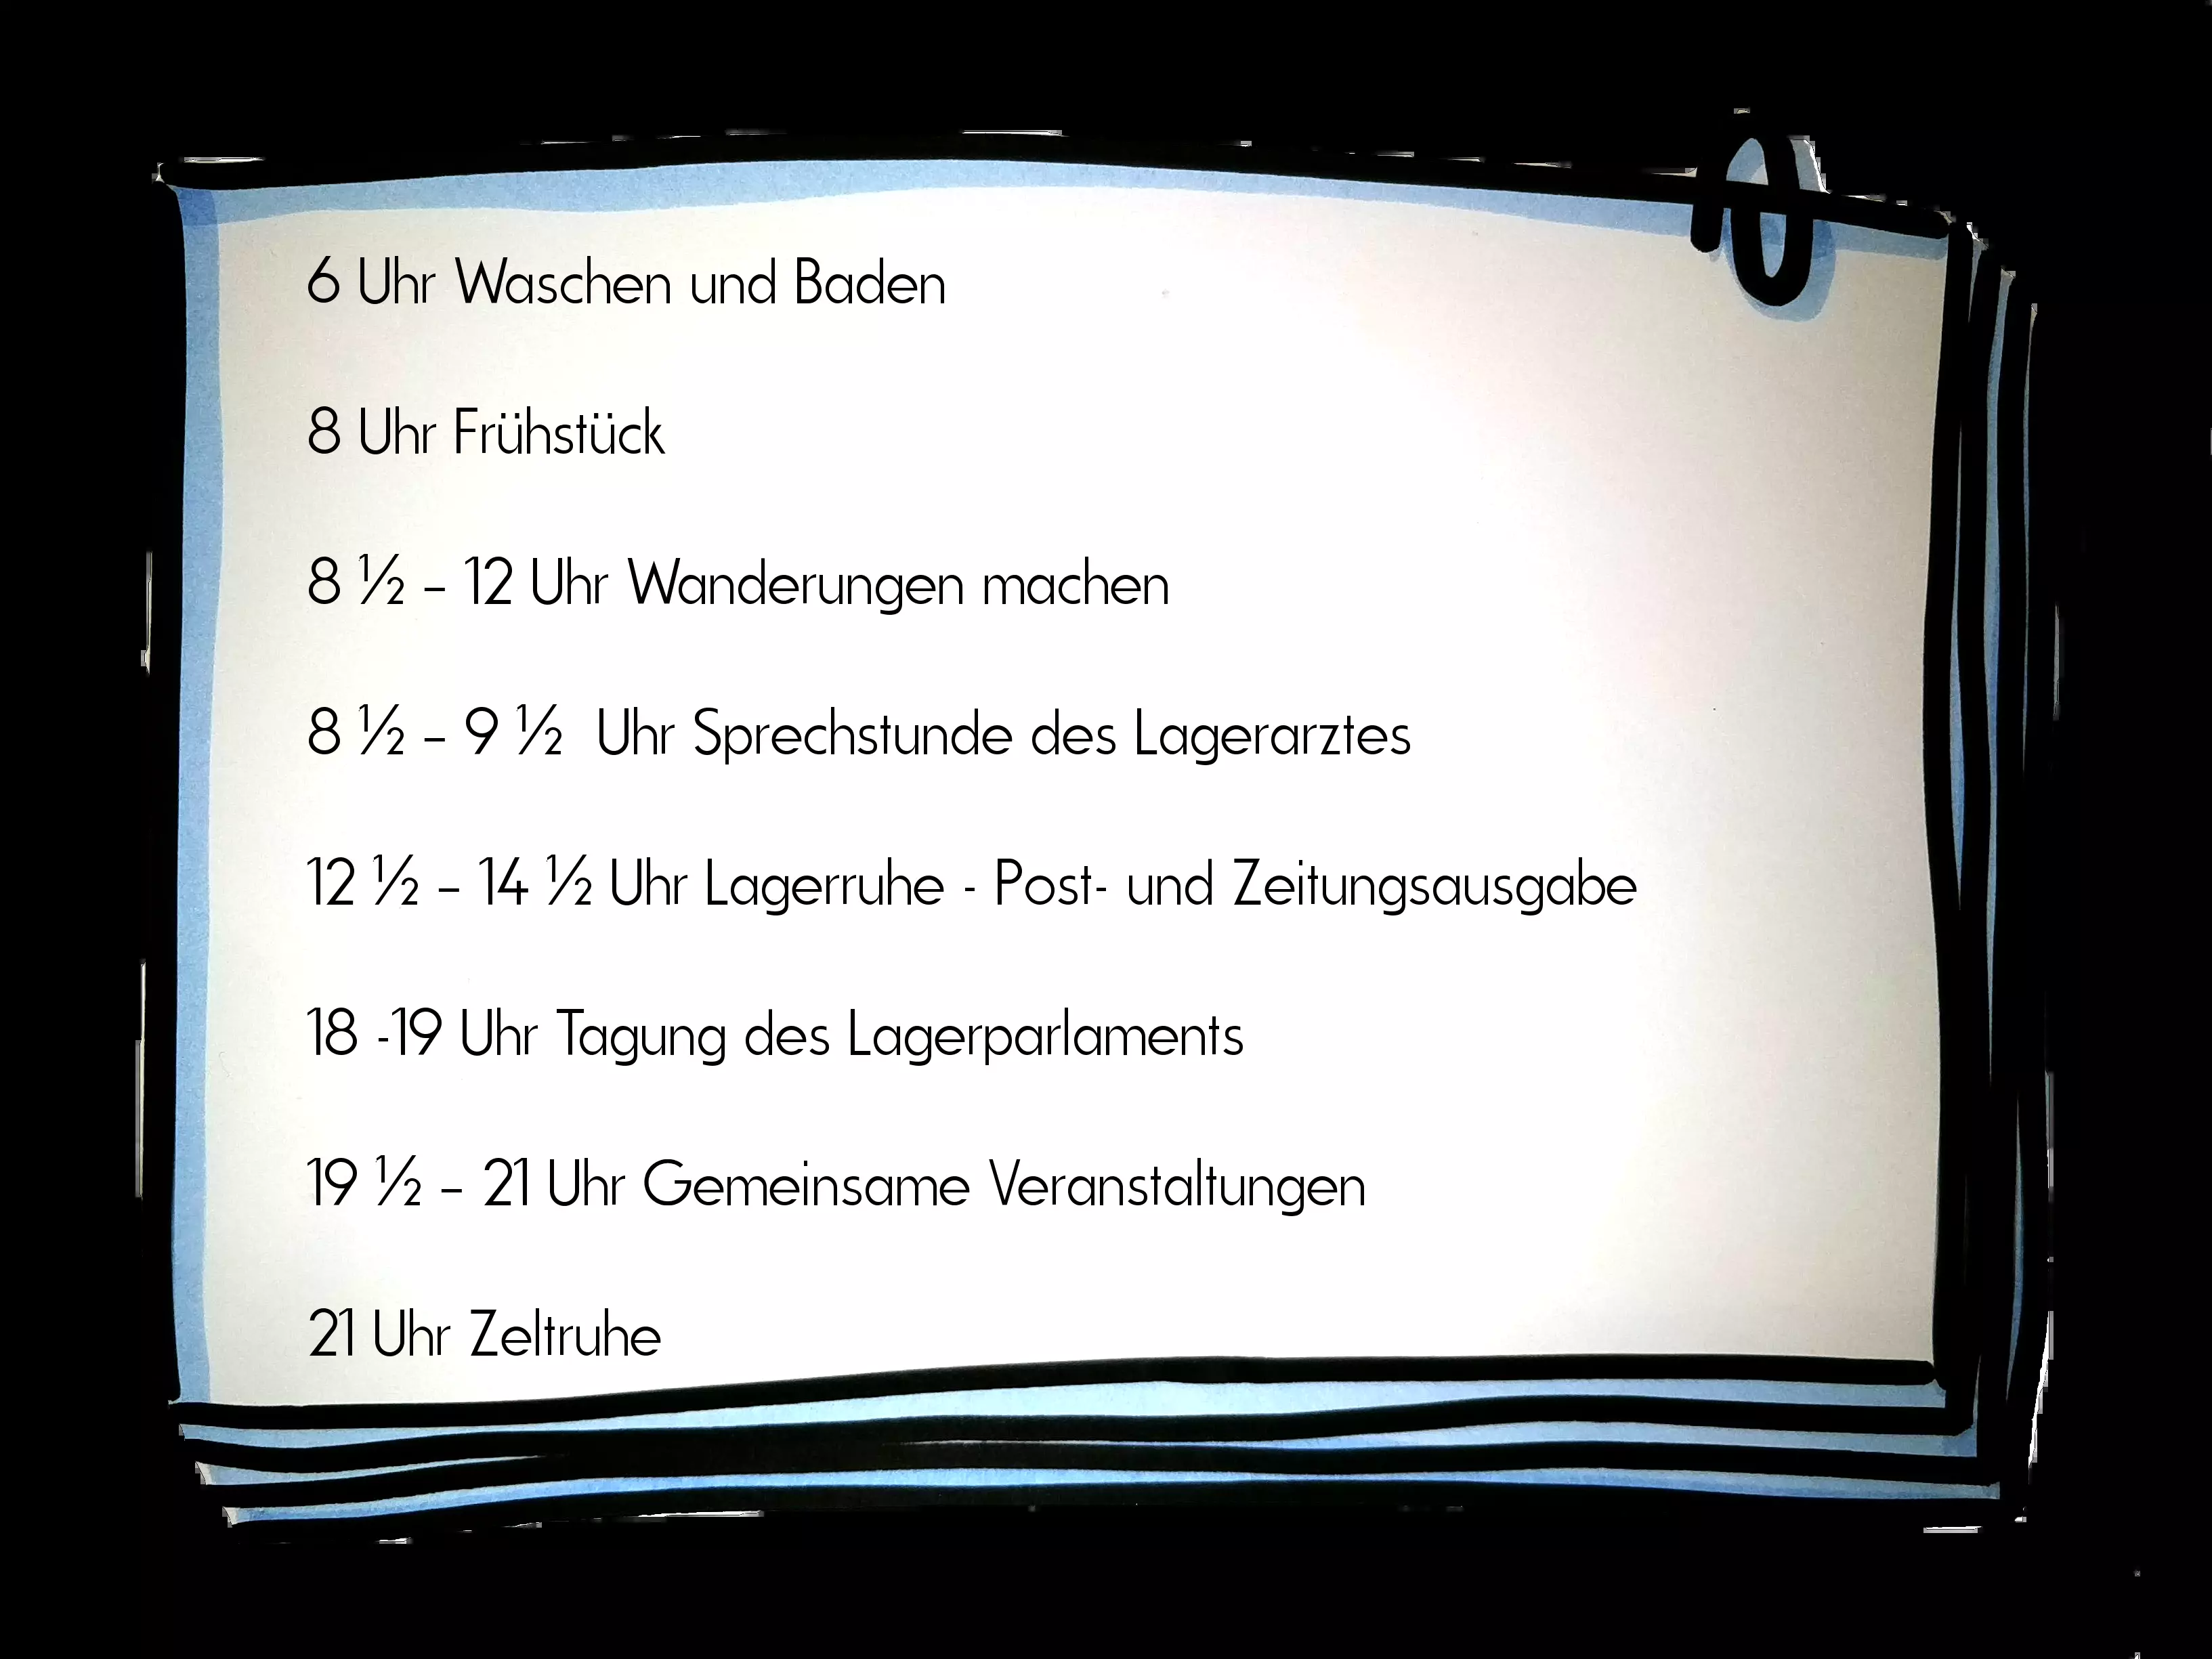 6 Uhr Waschen und Baden
8 Uhr Frühstück
8 ½ – 12 Uhr Wanderungen machen
8 ½ – 9 ½  Uhr Sprechstunde des Lagerarztes
12 ½ – 14 ½ Uhr Lagerruhe - Post- und Zeitungsausgabe
18 -19 Uhr Tagung des Lagerparlaments
19 ½ – 21 Uhr Gemeinsame Veranstaltungen
21 Uhr Zeltruhe